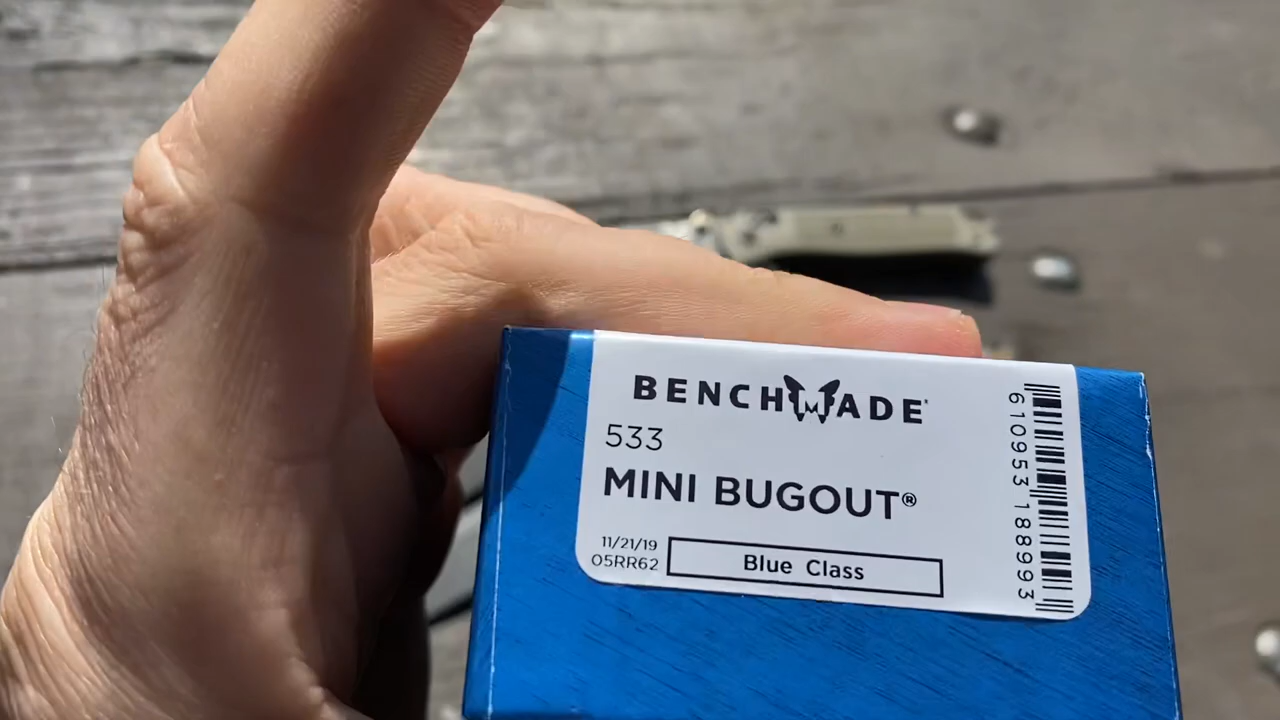 BENCHMADE®
533
MINI BUGOUT®
11/21/19
05RR62
Blue Class
610953 188993